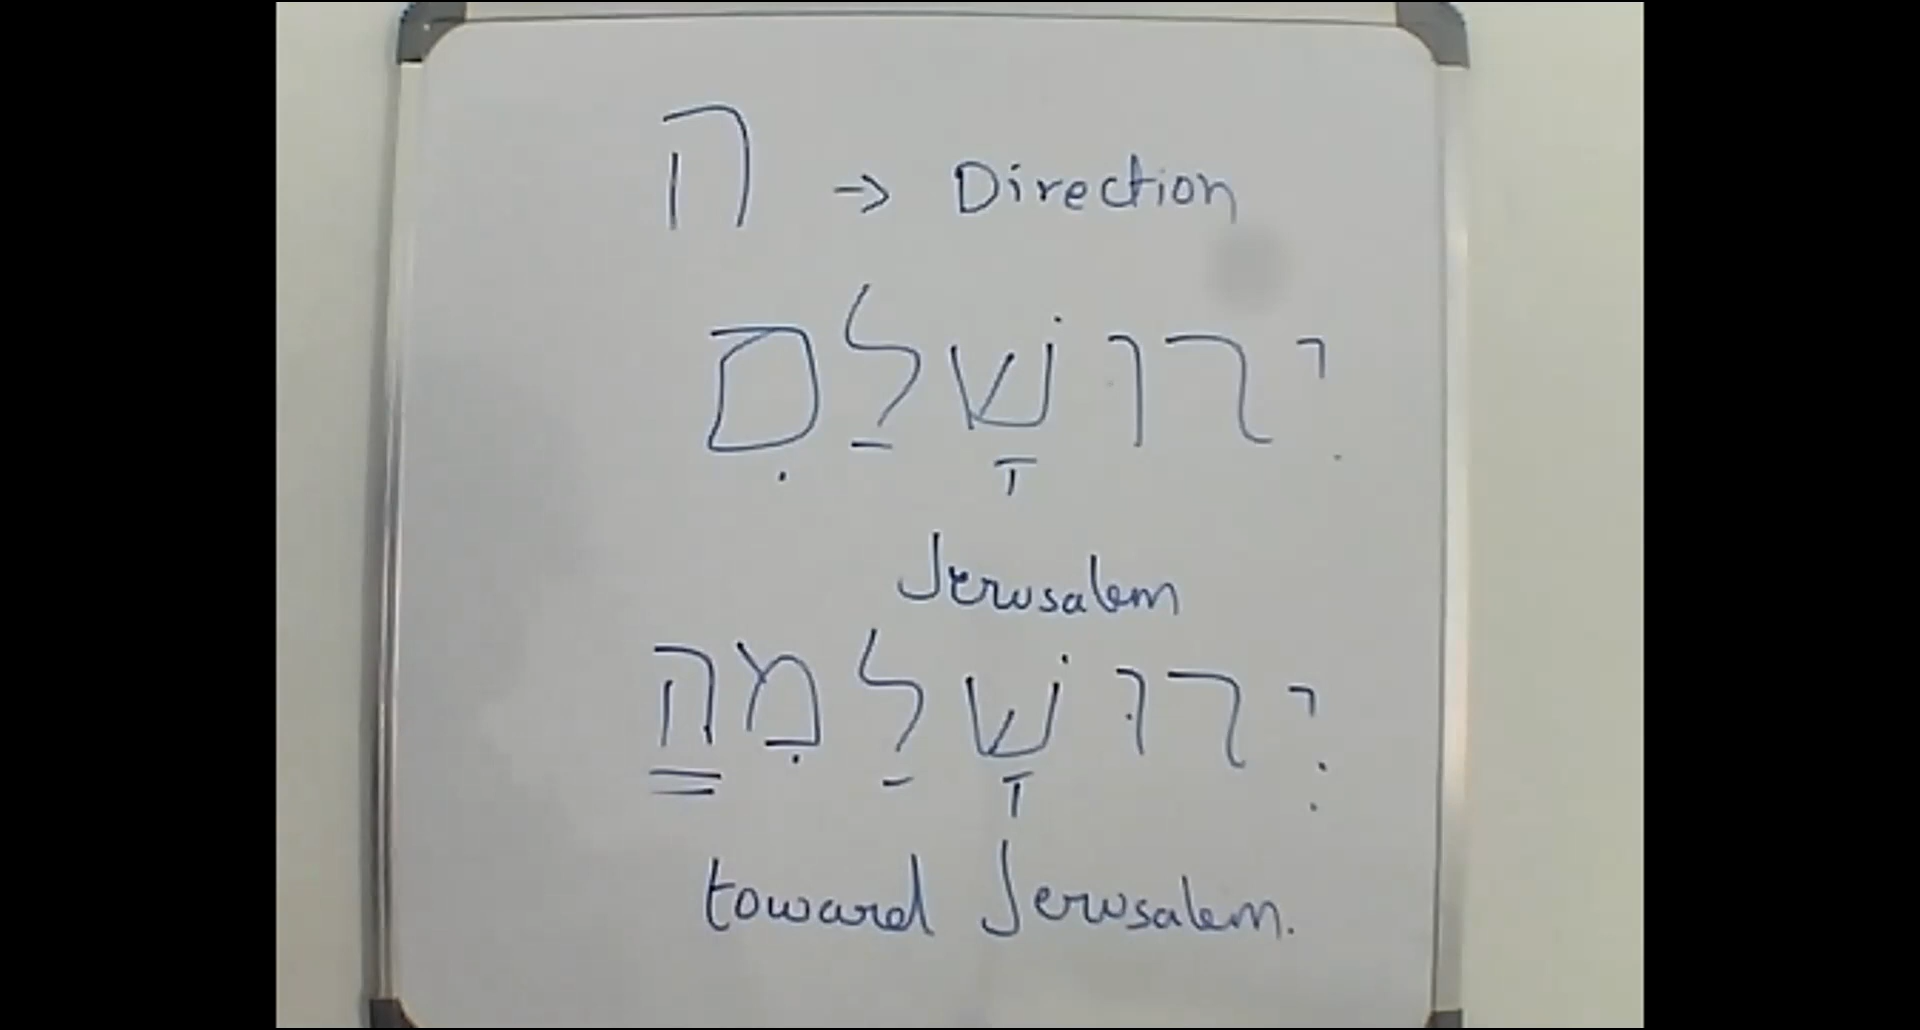 ה → Direction
יִרוּשָׁלַםִ
Jerusalem
יְרוּשָׁלַמִה
toward Jerusalem.